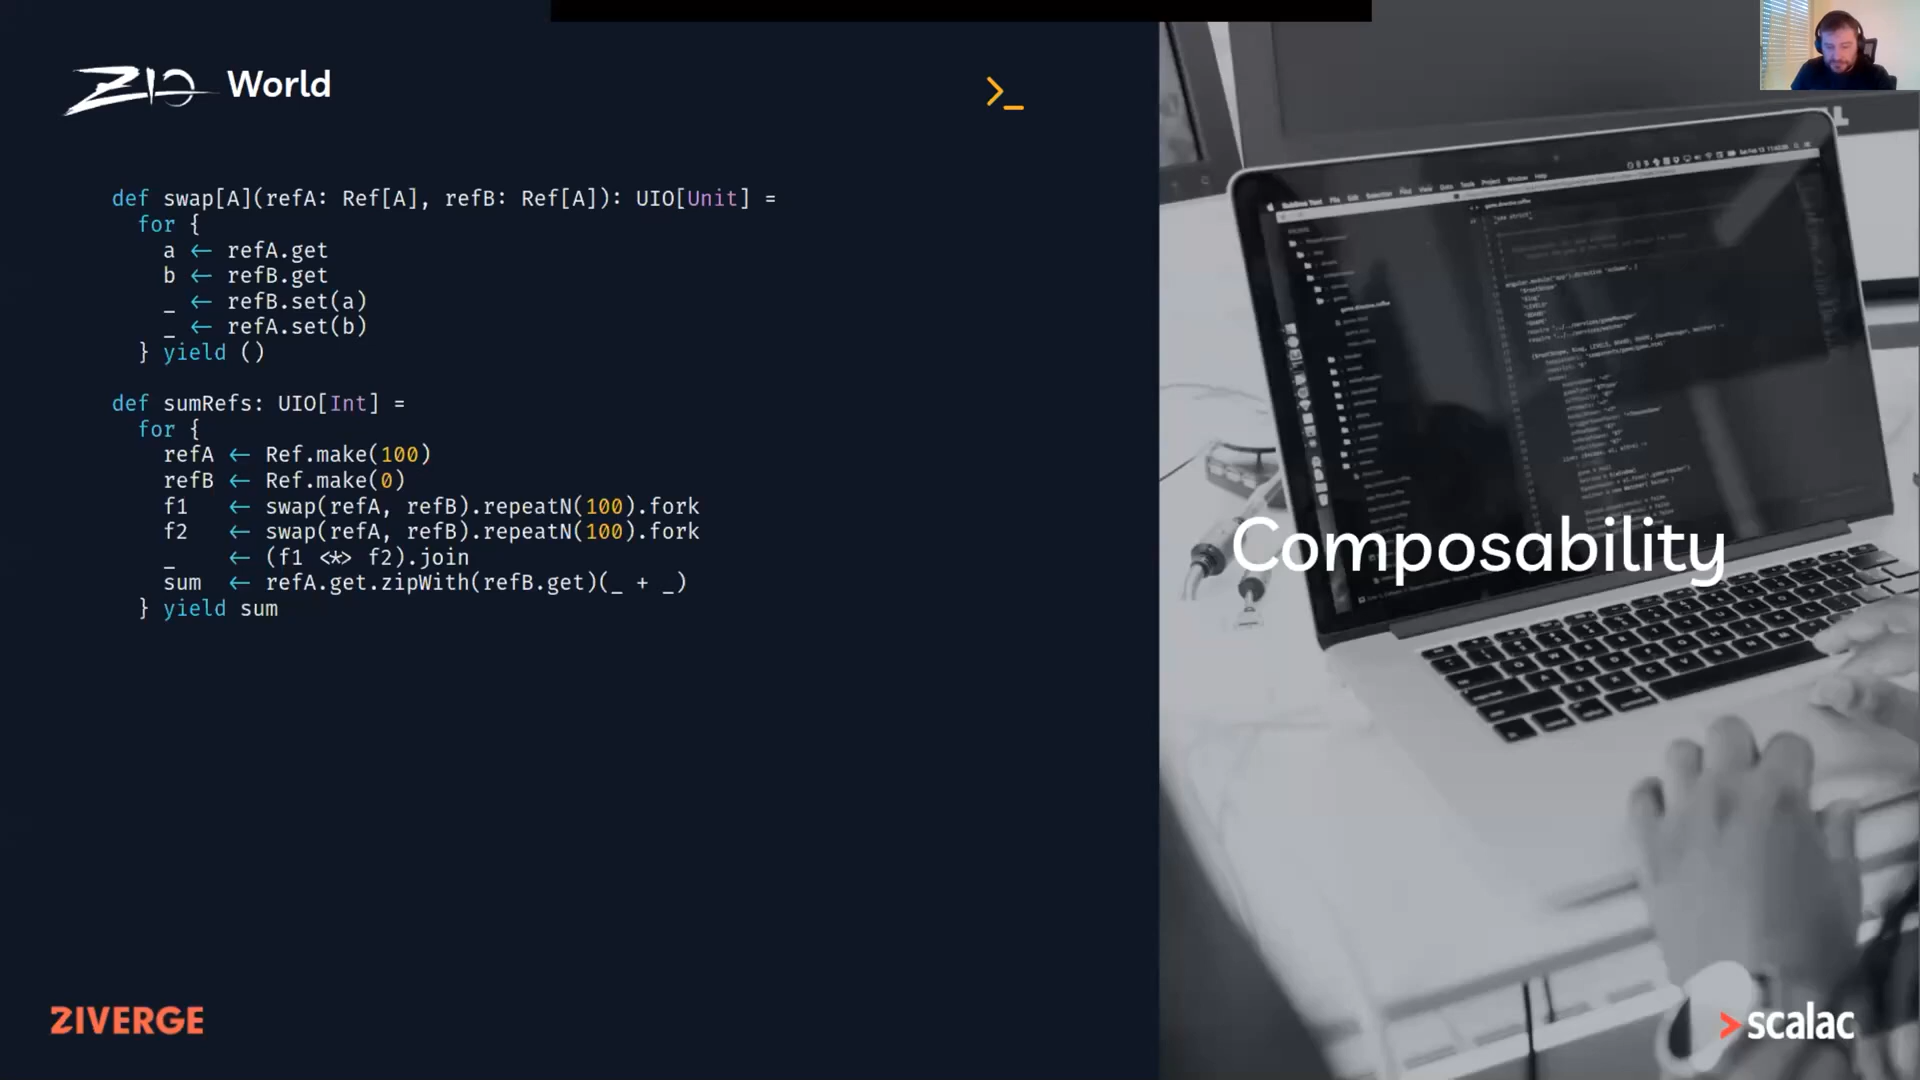 ZIO World
>_
def swap[A](refA: Ref[A], refB: Ref[A]): UIO[Unit] =
  for {
    a ← refA.get
    b ← refB.get
    _ ← refB.set(a)
    _ ← refA.set(b)
  } yield ()
def sumRefs: UIO[Int] =
  for {
    refA ← Ref.make(100)
    refB ← Ref.make(0)
    f1   ← swap(refA, refB).repeatN(100).fork
    f2   ← swap(refA, refB).repeatN(100).fork
    _    ← (f1 <*> f2).join
    sum  ← refA.get.zipWith(refB.get)(_ + _)
  } yield sum
Composability
ZIVERGE
scalac